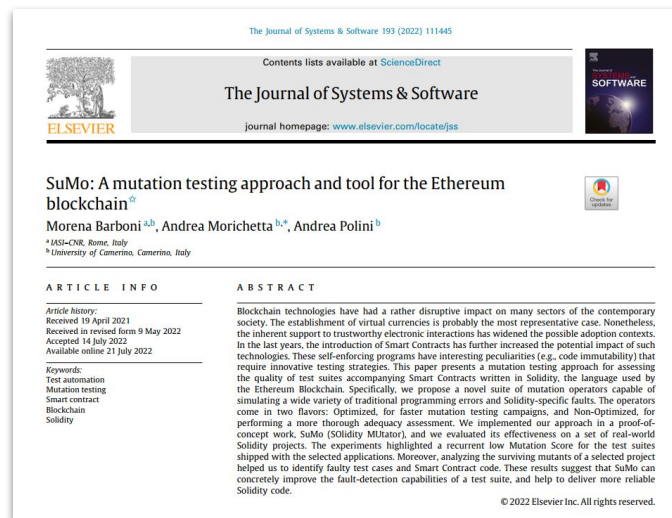 The Journal of Systems & Software 193 (2022) 111445
Contents lists available at ScienceDirect
The Journal of Systems & Software
journal homepage: www.elsevier.com/locate/jss
ELSEVIER
SYSTEMS
SOFTWARE
SuMo: A mutation testing approach and tool for the Ethereum
blockchain☆
Check for
updates
Morena Barboni a,b, Andrea Morichetta b,*, Andrea Polini b
a IASI–CNR, Rome, Italy
b University of Camerino, Camerino, Italy
ARTICLE INFO
Article history:
Received 19 April 2021
Received in revised form 9 May 2022
Accepted 14 July 2022
Available online 21 July 2022
Keywords:
Test automation
Mutation testing
Smart contract
Blockchain
Solidity
ABSTRACT
Blockchain technologies have had a rather disruptive impact on many sectors of the contemporary
society. The establishment of virtual currencies is probably the most representative case. Nonetheless,
the inherent support to trustworthy electronic interactions has widened the possible adoption contexts.
In the last years, the introduction of Smart Contracts has further increased the potential impact of such
technologies. These self-enforcing programs have interesting peculiarities (e.g., code immutability) that
require innovative testing strategies. This paper presents a mutation testing approach for assessing
the quality of test suites accompanying Smart Contracts written in Solidity, the language used by
the Ethereum Blockchain. Specifically, we propose a novel suite of mutation operators capable of
simulating a wide variety of traditional programming errors and Solidity-specific faults. The operators
come in two flavors: Optimized, for faster mutation testing campaigns, and Non-Optimized, for
performing a more thorough adequacy assessment. We implemented our approach in a proof-of-
concept work, SuMo (SOlidity MUtator), and we evaluated its effectiveness on a set of real-world
Solidity projects. The experiments highlighted a recurrent low Mutation Score for the test suites
shipped with the selected applications. Moreover, analyzing the surviving mutants of a selected project
helped us to identify faulty test cases and Smart Contract code. These results suggest that SuMo can
concretely improve the fault-detection capabilities of a test suite, and help to deliver more reliable
Solidity code.
© 2022 Elsevier Inc. All rights reserved.